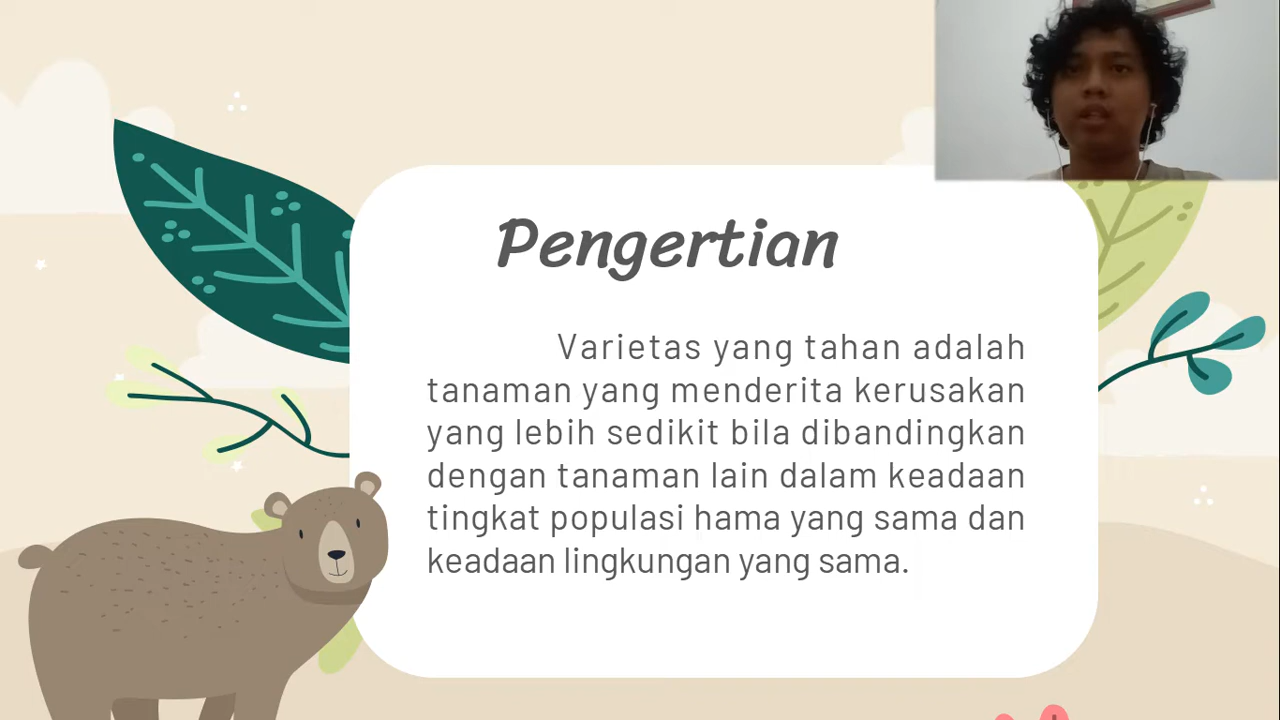 Pengertian
Varietas yang tahan adalah
tanaman yang menderita kerusakan
yang lebih sedikit bila dibandingkan
dengan tanaman lain dalam keadaan
tingkat populasi hama yang sama dan
keadaan lingkungan yang sama.